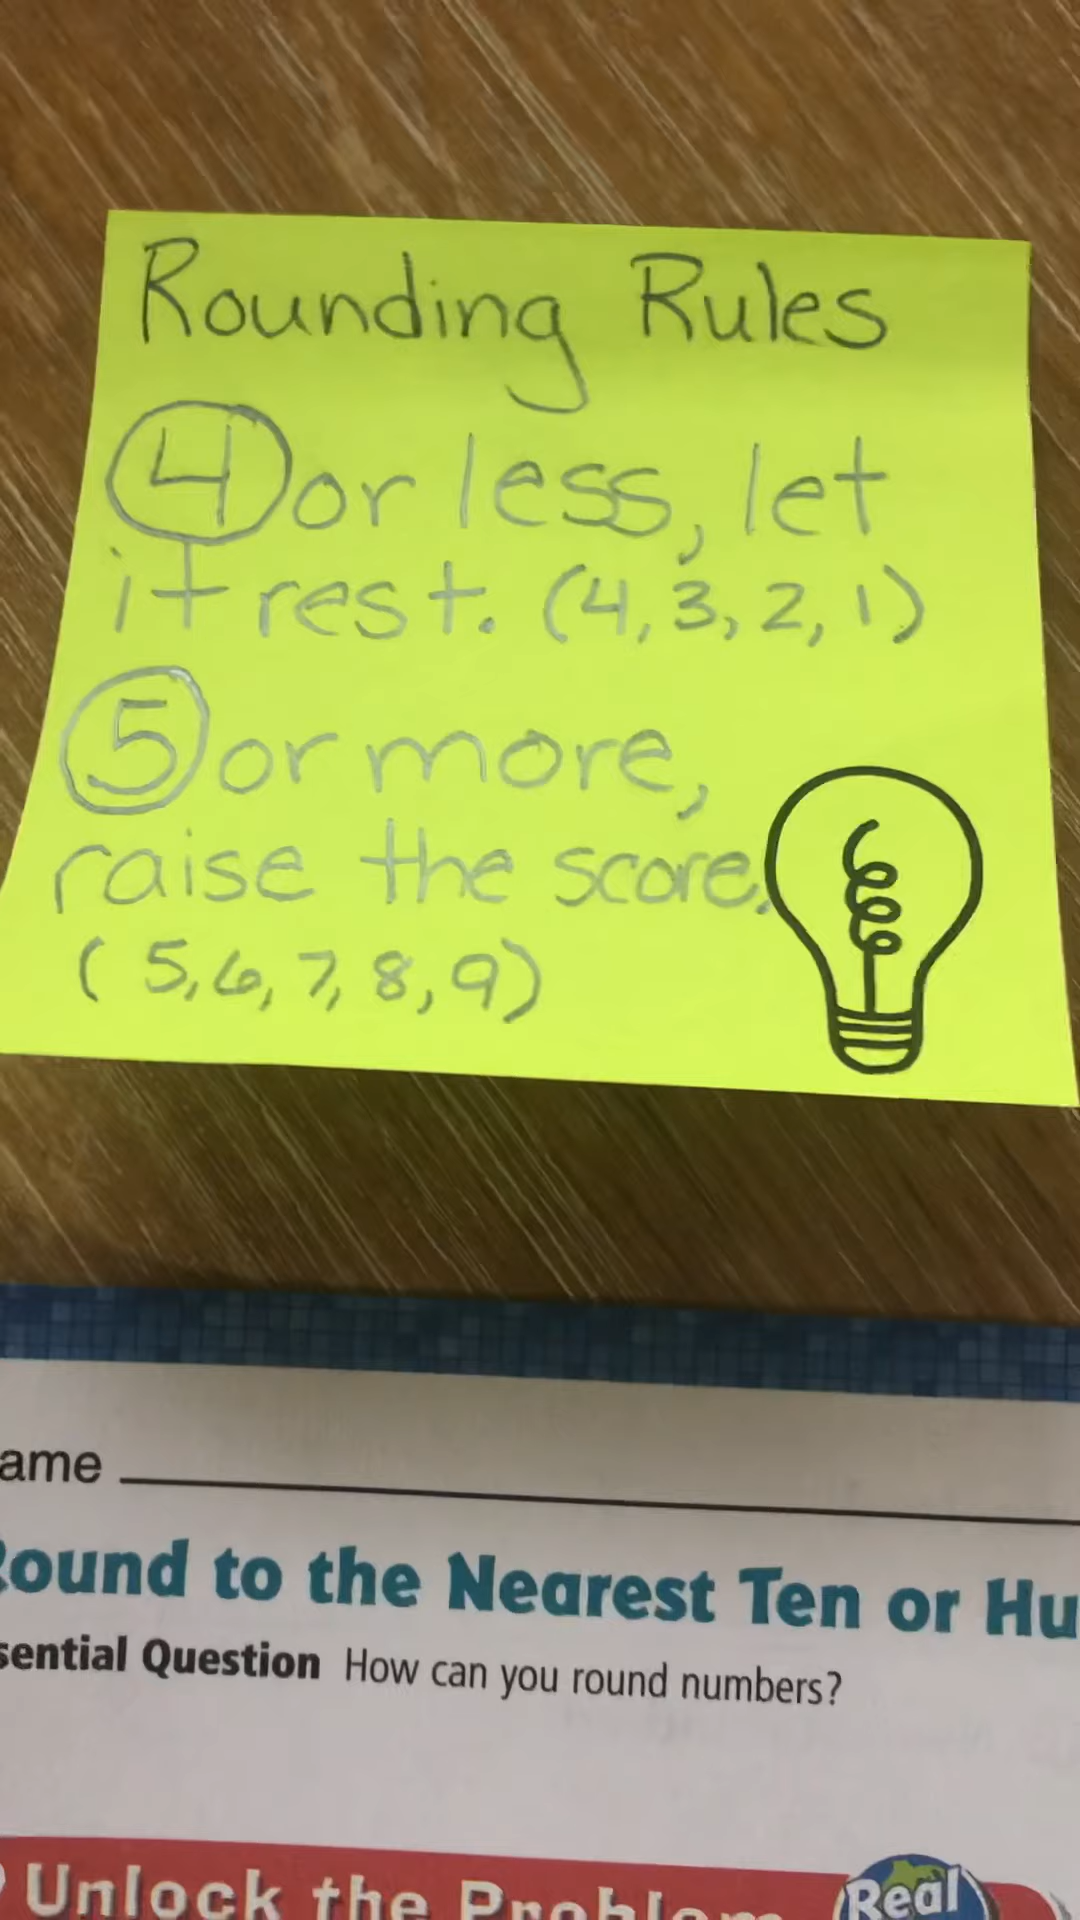 Rounding Rules
4 or less, let
it rest. (4, 3, 2, 1)
5 or more,
raise the score.
(5, 6, 7, 8, 9)
ame
ound to the Nearest Ten or Hu
sential Question How can you round numbers?
Unlock the Problem
Real